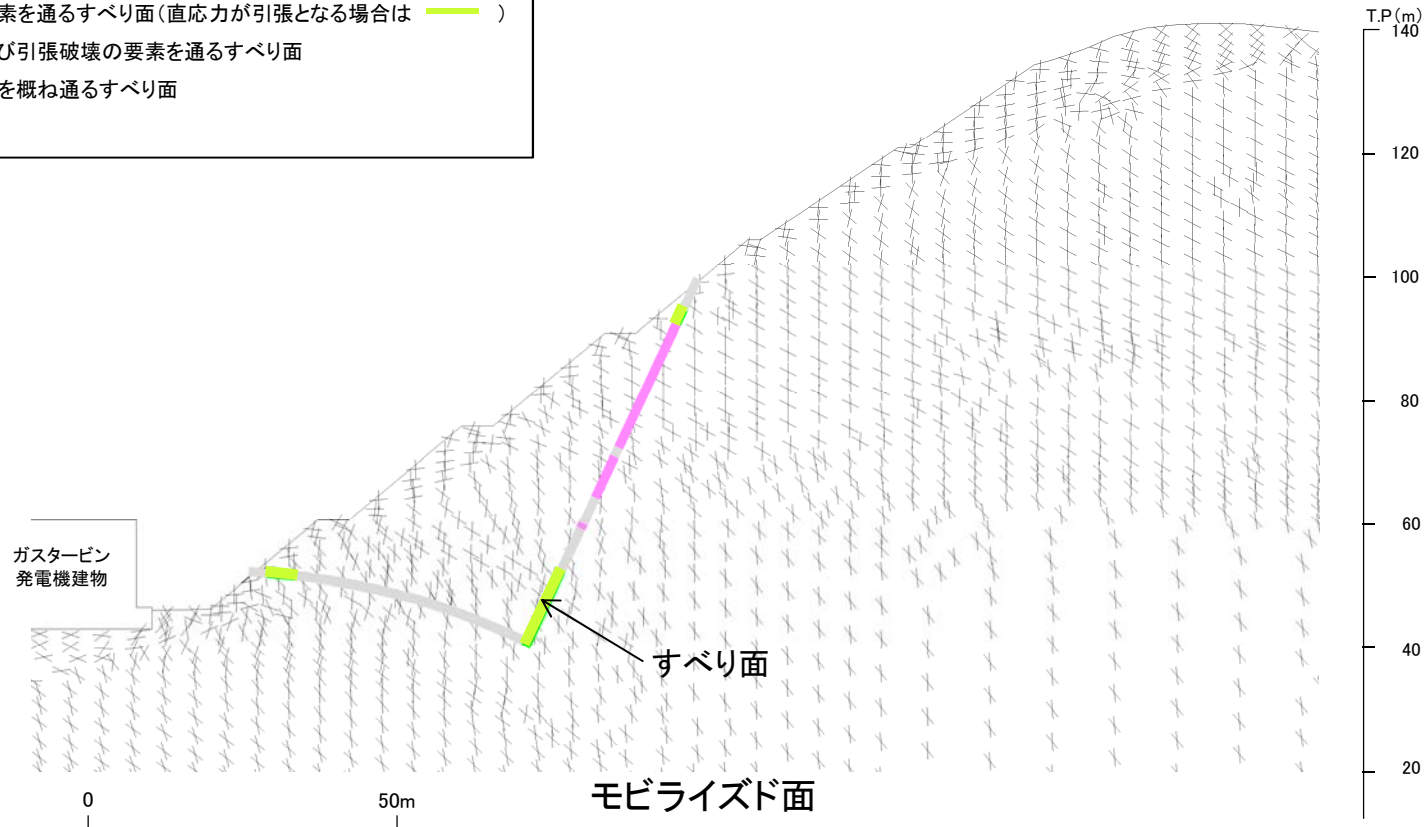 素を通るすべり面(直応力が引張となる場合は )
び引張破壊の要素を通るすべり面
を概ね通るすべり面
T.P(m)
140
120
100
80
60
40
20
ガスタービン
発電機建物
すべり面
モビライズド面
0
50m